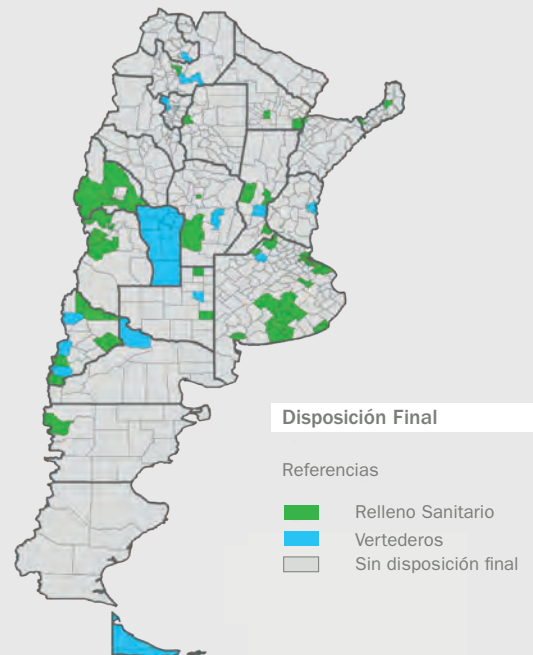 Disposición Final
Referencias
Relleno Sanitario
Vertederos
Sin disposición final